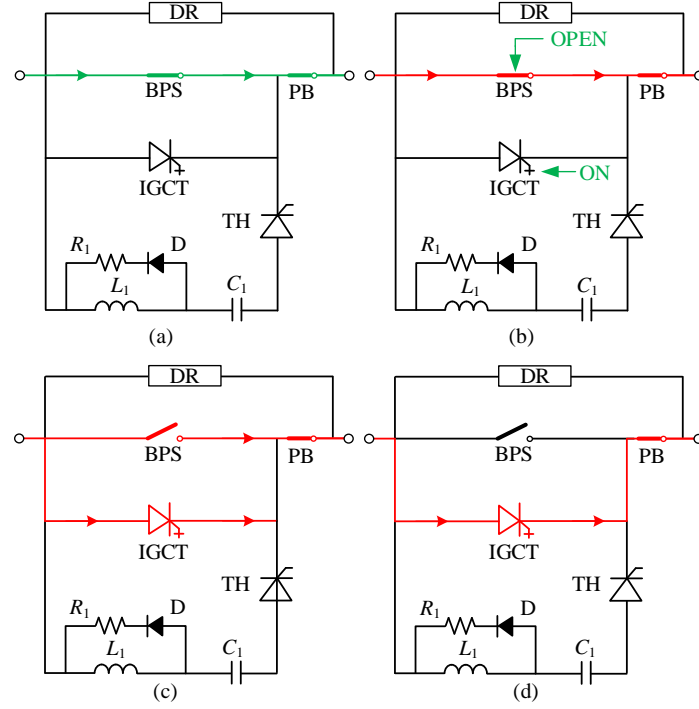 DR
DR
OPEN
BPS
PB
BPS
PB
IGCT
IGCT
ON
TH
TH
R1
D
R1
D
L1
C1
L1
C1
(a)
(b)
DR
DR
BPS
PB
BPS
PB
IGCT
IGCT
TH
TH
R1
D
R1
D
L1
C1
L1
C1
(c)
(d)